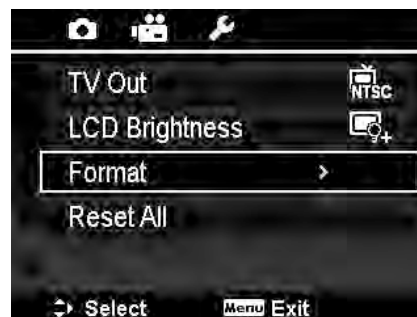 TV Out NTSC
LCD Brightness
Format
Reset All
Select Menu Exit